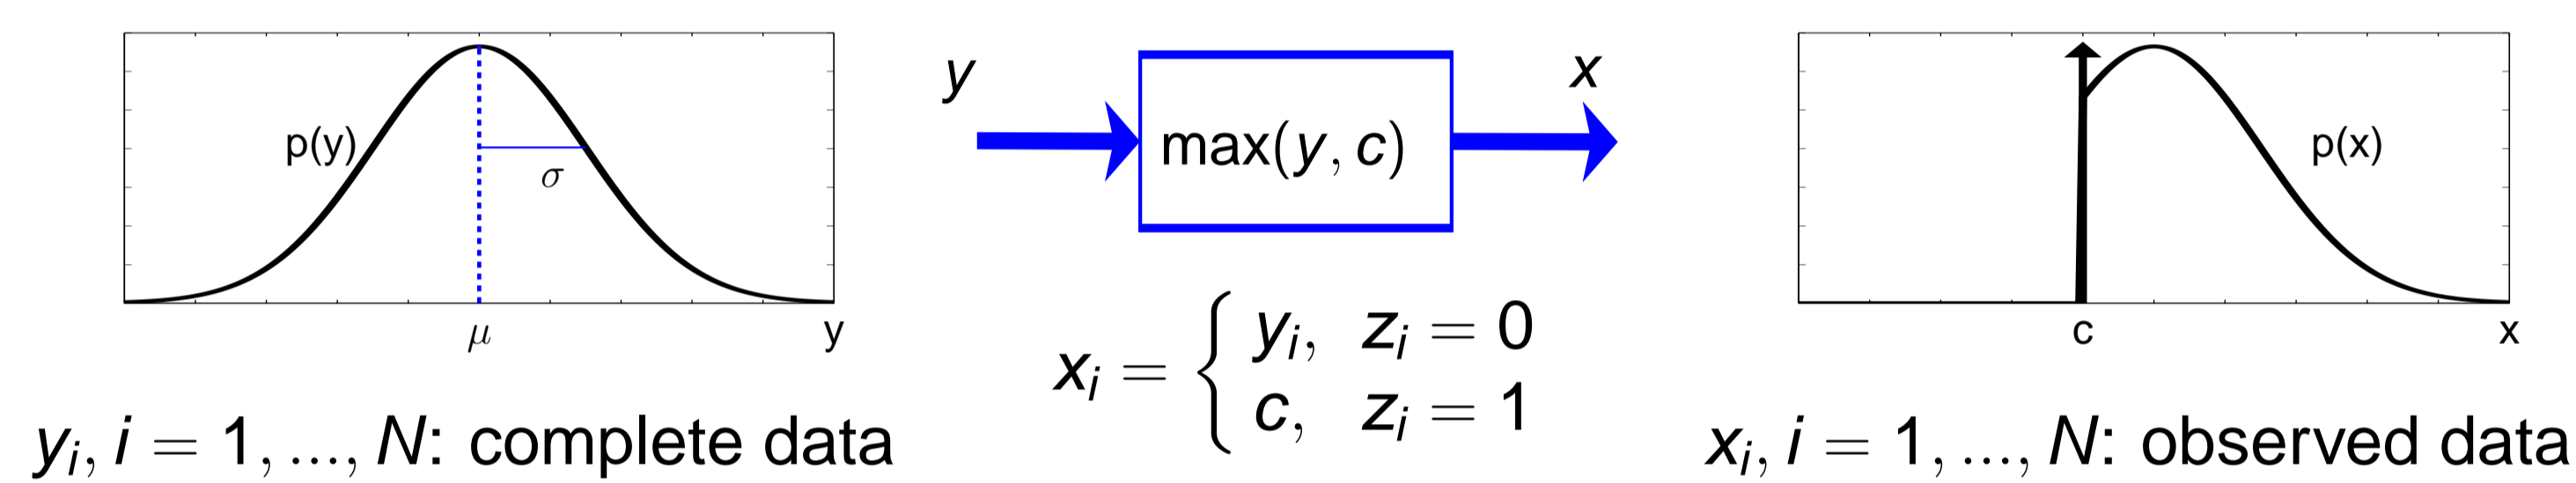 p(y)
σ
μ
y
y_i, i = 1, ..., N: complete data
y
max(y, c)
x
x_i = { y_i, z_i = 0
c, z_i = 1
p(x)
c
x
x_i, i = 1, ..., N: observed data